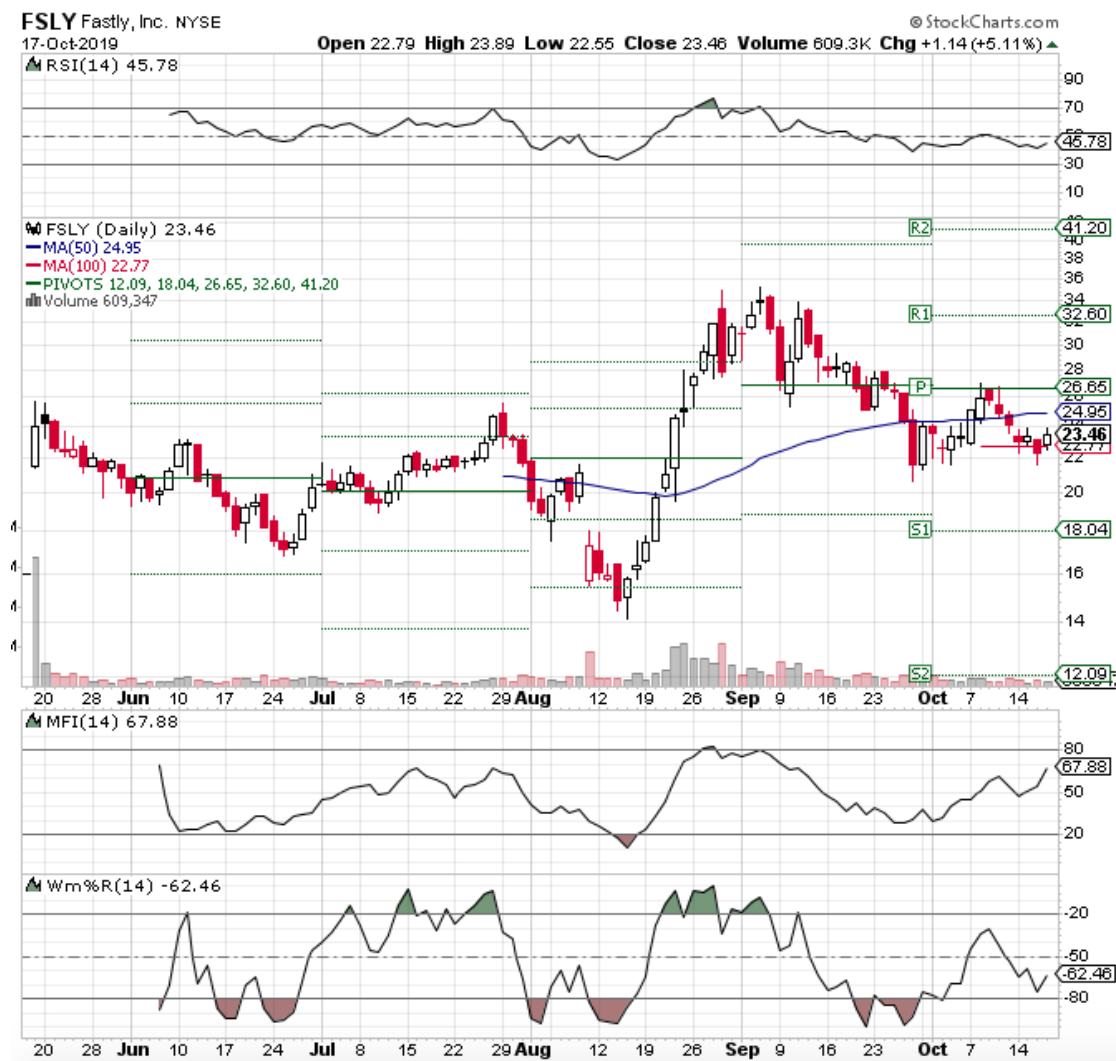 FSLY Fastly, Inc. NYSE © StockCharts.com
17-Oct-2019 Open 22.79 High 23.89 Low 22.55 Close 23.46 Volume 609.3K Chg +1.14 (+5.11%)
RSI(14) 45.78
90
70
45.78
30
10
FSLY (Daily) 23.46
MA(50) 24.95
MA(100) 22.77
PIVOTS 12.09, 18.04, 26.65, 32.60, 41.20
Volume 609,347
R2 41.20
40
38
36
34
R1 32.60
30
28
P 26.65
24.95
23.46
22.77
22
20
S1 18.04
16
14
S2 12.09
20 28 Jun 10 17 24 Jul 8 15 22 29 Aug 12 19 26 Sep 9 16 23 Oct 7 14
MFI(14) 67.88
80
67.88
50
20
Wm%R(14) -62.46
-20
-50
-62.46
-80
20 28 Jun 10 17 24 Jul 8 15 22 29 Aug 12 19 26 Sep 9 16 23 Oct 7 14